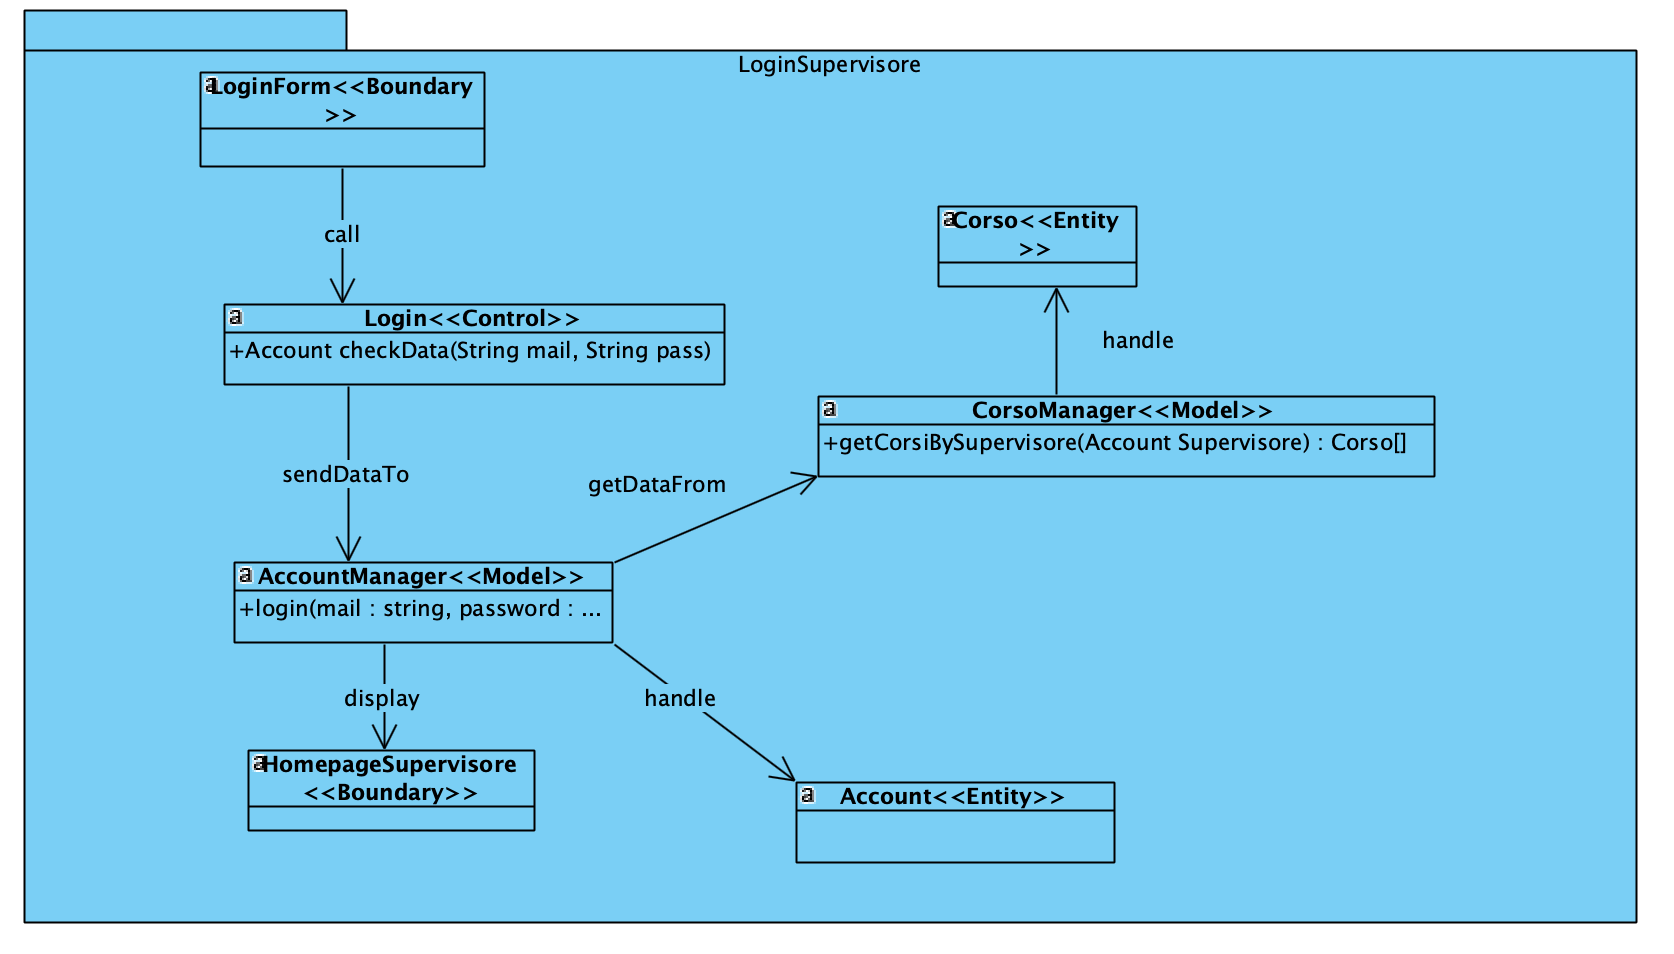 LoginSupervisore
a
LoginForm<<Boundary
>>
call
a
Corso<<Entity
>>
a
Login<<Control>>
+Account checkData(String mail, String pass)
handle
a
CorsoManager<<Model>>
+getCorsiBySupervisore(Account Supervisore) : Corso[]
sendDataTo
getDataFrom
a
AccountManager<<Model>>
+login(mail : string, password : ...
display
handle
a
HomepageSupervisore
<<Boundary>>
a
Account<<Entity>>